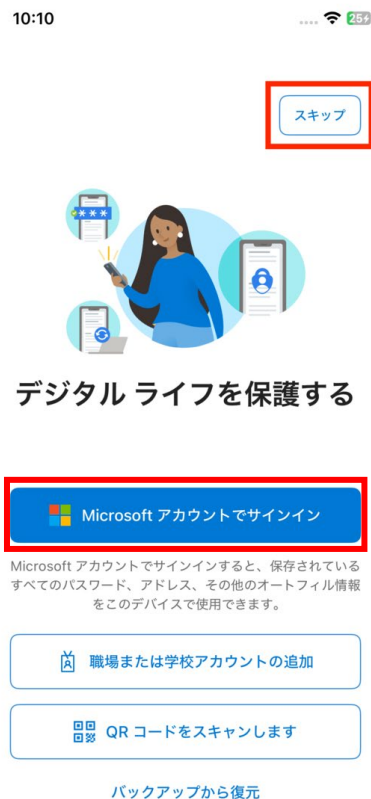 10:10
25
スキップ
***
デジタル ライフを保護する
Microsoft アカウントでサインイン
Microsoft アカウントでサインインすると、保存されている
すべてのパスワード、アドレス、その他のオートフィル情報
をこのデバイスで使用できます。
職場または学校アカウントの追加
QR コードをスキャンします
バックアップから復元